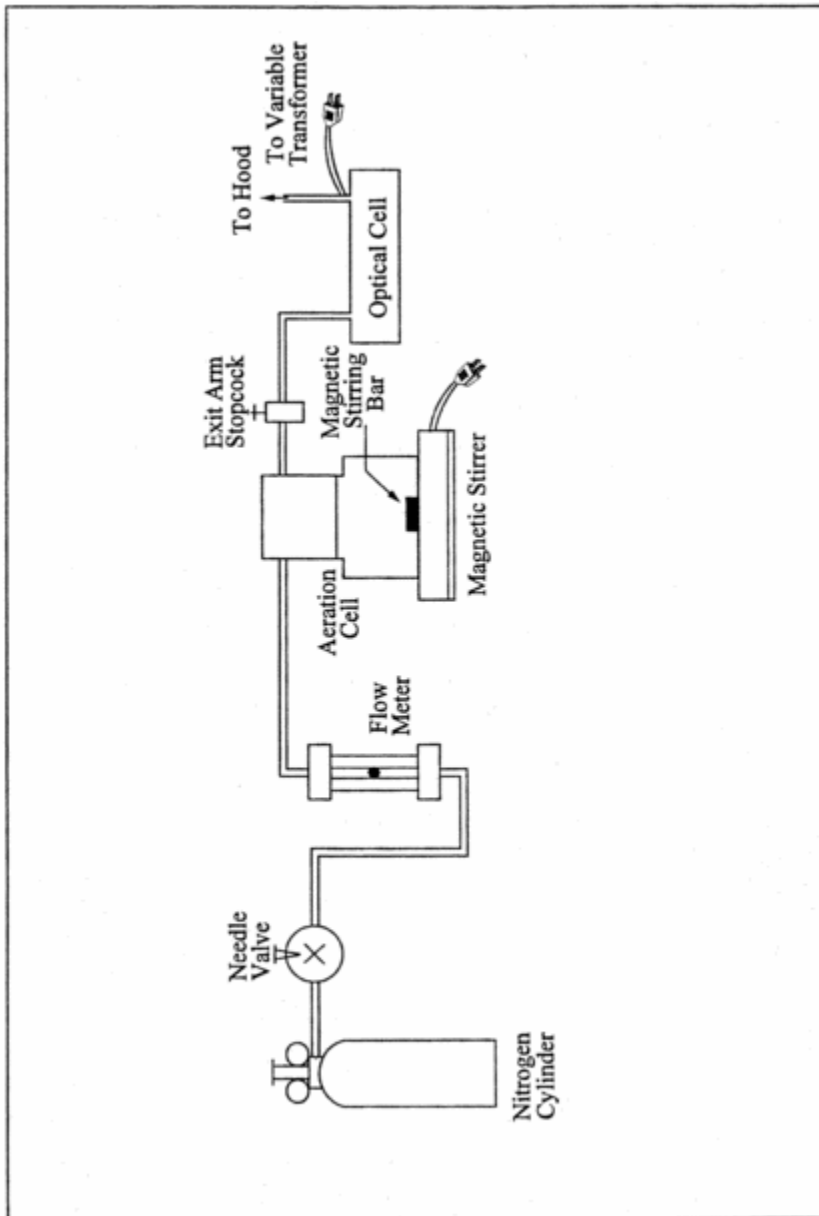 Nitrogen
Cylinder
Needle
Valve
Flow
Meter
Aeration
Cell
Magnetic Stirrer
Magnetic
Stirring
Bar
Exit Arm
Stopcock
Optical Cell
To Hood
To Variable
Transformer